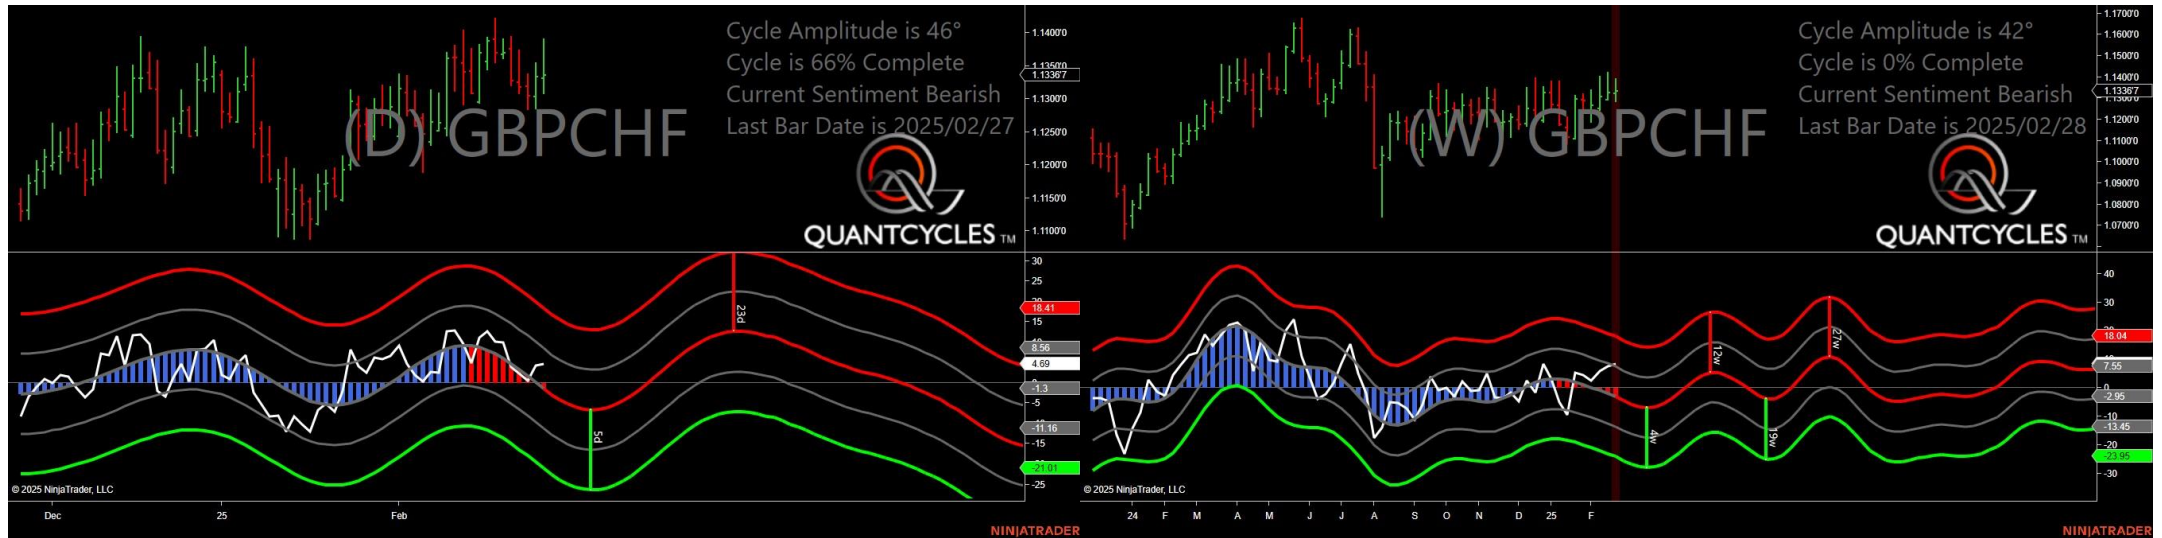 Cycle Amplitude is 46°
Cycle is 66% Complete
Current Sentiment Bearish
Last Bar Date is 2025/02/27
(D) GBPCHF
QUANTCYCLES TM
1.1400'0
1.1350'0
1.1336'7
1.1300'0
1.1250'0
1.1200'0
1.1150'0
1.1100'0
30
25
18.41
15
8.56
4.69
-1.3
-5
-11.16
-15
-21.01
-25
23d
5d
© 2025 NinjaTrader, LLC
Dec 25 Feb
NINJATRADER
Cycle Amplitude is 42°
Cycle is 0% Complete
Current Sentiment Bearish
Last Bar Date is 2025/02/28
(W) GBPCHF
QUANTCYCLES TM
1.1700'0
1.1600'0
1.1500'0
1.1400'0
1.1336'7
1.1300'0
1.1200'0
1.1100'0
1.1000'0
1.0900'0
1.0800'0
1.0700'0
40
30
18.04
7.55
0
-2.95
-10
-13.45
-20
-23.95
-30
12w
27w
4w
19w
© 2025 NinjaTrader, LLC
24 F M A M J J A S O N D 25 F
NINJATRADER